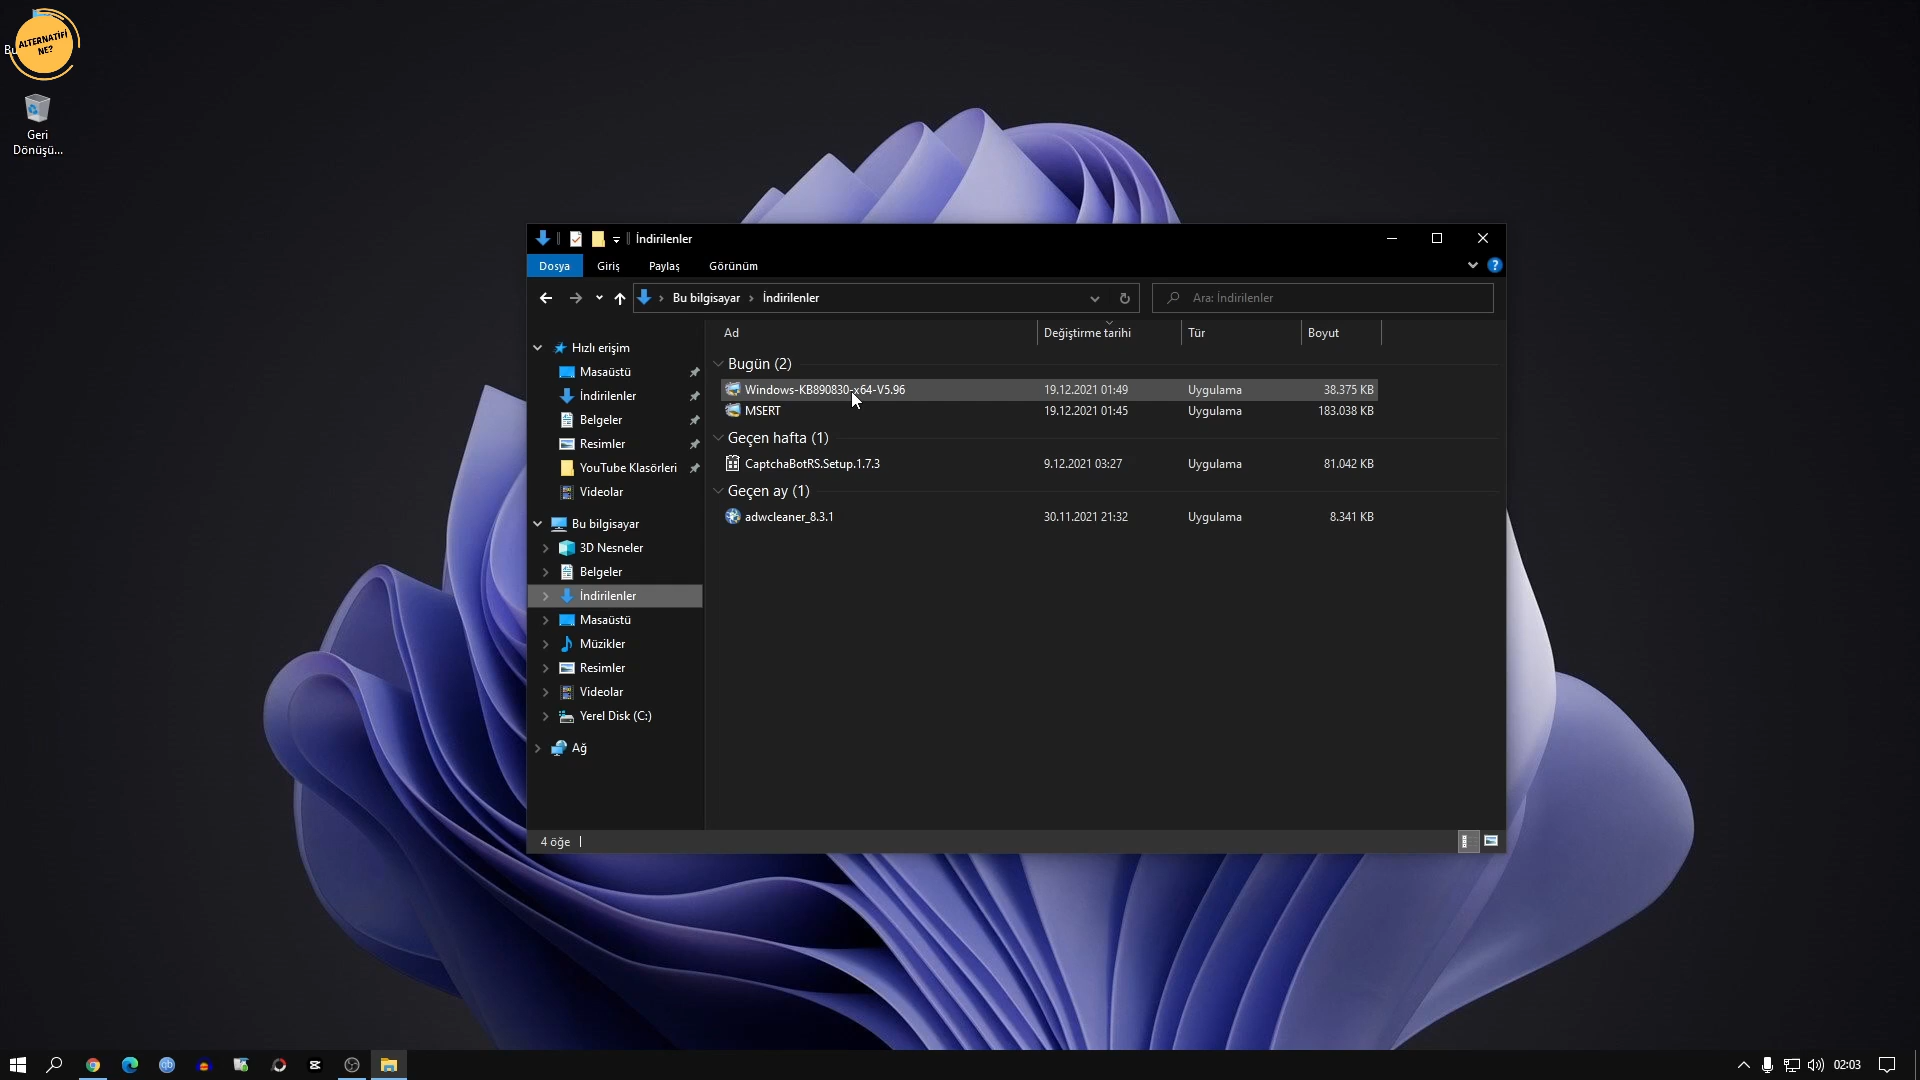 Bu
ALTERNATİFİ
NE?
Geri
Dönüşü...
İndirilenler
Dosya
Giriş
Paylaş
Görünüm
?
Bu bilgisayar
İndirilenler
Ara: İndirilenler
Ad
Değiştirme tarihi
Tür
Boyut
Hızlı erişim
Masaüstü
İndirilenler
Belgeler
Resimler
YouTube Klasörleri
Videolar
Bu bilgisayar
3D Nesneler
Belgeler
İndirilenler
Masaüstü
Müzikler
Resimler
Videolar
Yerel Disk (C:)
Ağ
Bugün (2)
Windows-KB890830-x64-V5.96 19.12.2021 01:49 Uygulama 38.375 KB
MSERT 19.12.2021 01:45 Uygulama 183.038 KB
Geçen hafta (1)
CaptchaBotRS.Setup.1.7.3 9.12.2021 03:27 Uygulama 81.042 KB
Geçen ay (1)
adwcleaner_8.3.1 30.11.2021 21:32 Uygulama 8.341 KB
4 öğe
qb
02:03